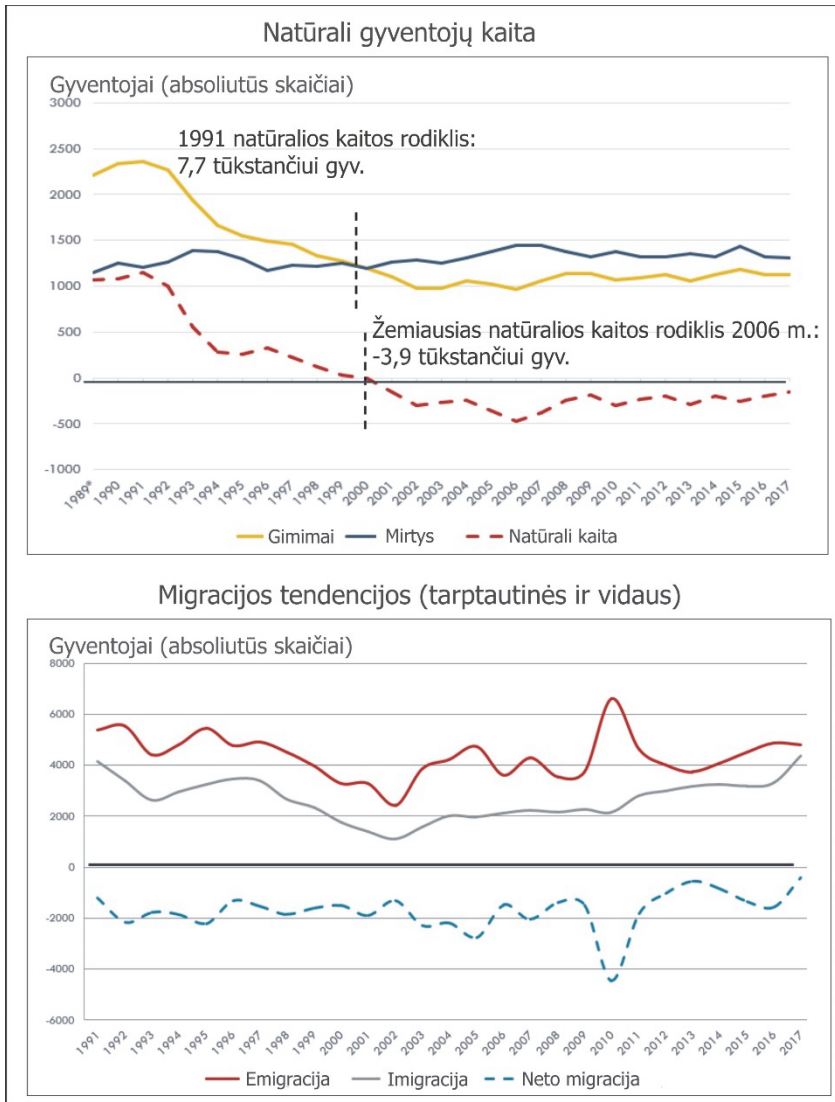 Natūrali gyventojų kaita
Gyventojai (absoliutūs skaičiai)
3000
2500
2000
1500
1000
500
0
-500
-1000
1991 natūralios kaitos rodiklis:
7,7 tūkstančiui gyv.
Žemiausias natūralios kaitos rodiklis 2006 m.:
-3,9 tūkstančiui gyv.
1989* 1990 1991 1992 1993 1994 1995 1996 1997 1998 1999 2000 2001 2002 2003 2004 2005 2006 2007 2008 2009 2010 2011 2012 2013 2014 2015 2016 2017
Gimimai Mirtys Natūrali kaita
Migracijos tendencijos (tarptautinės ir vidaus)
Gyventojai (absoliutūs skaičiai)
8000
6000
4000
2000
0
-2000
-4000
-6000
1991 1992 1993 1994 1995 1996 1997 1998 1999 2000 2001 2002 2003 2004 2005 2006 2007 2008 2009 2010 2011 2012 2013 2014 2015 2016 2017
Emigracija Imigracija Neto migracija